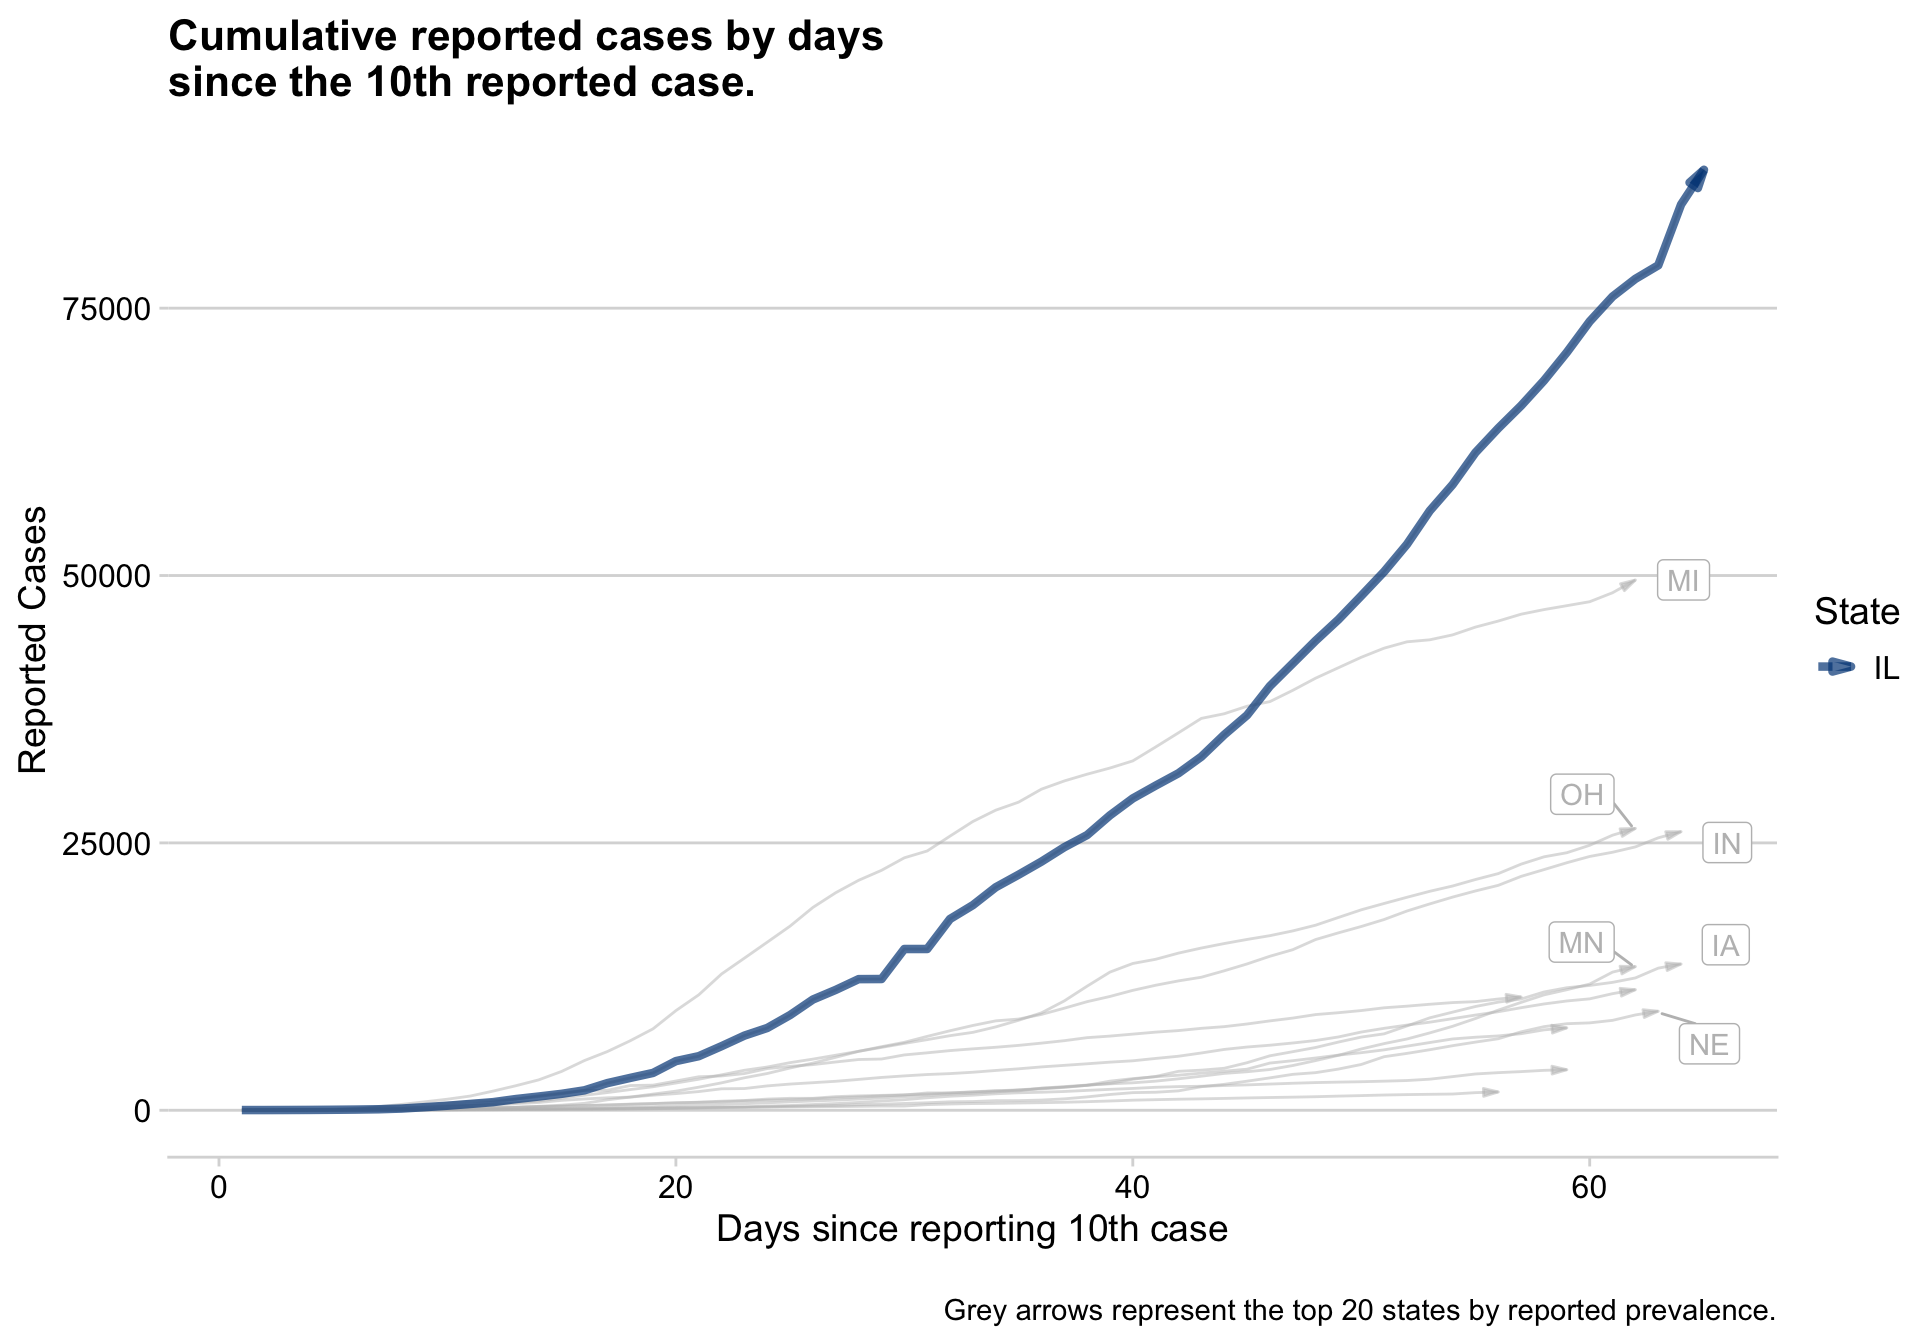 Cumulative reported cases by days
since the 10th reported case.
75000
50000
25000
0
Reported Cases
MI
OH
IN
MN
IA
NE
State
IL
0 20 40 60
Days since reporting 10th case
Grey arrows represent the top 20 states by reported prevalence.